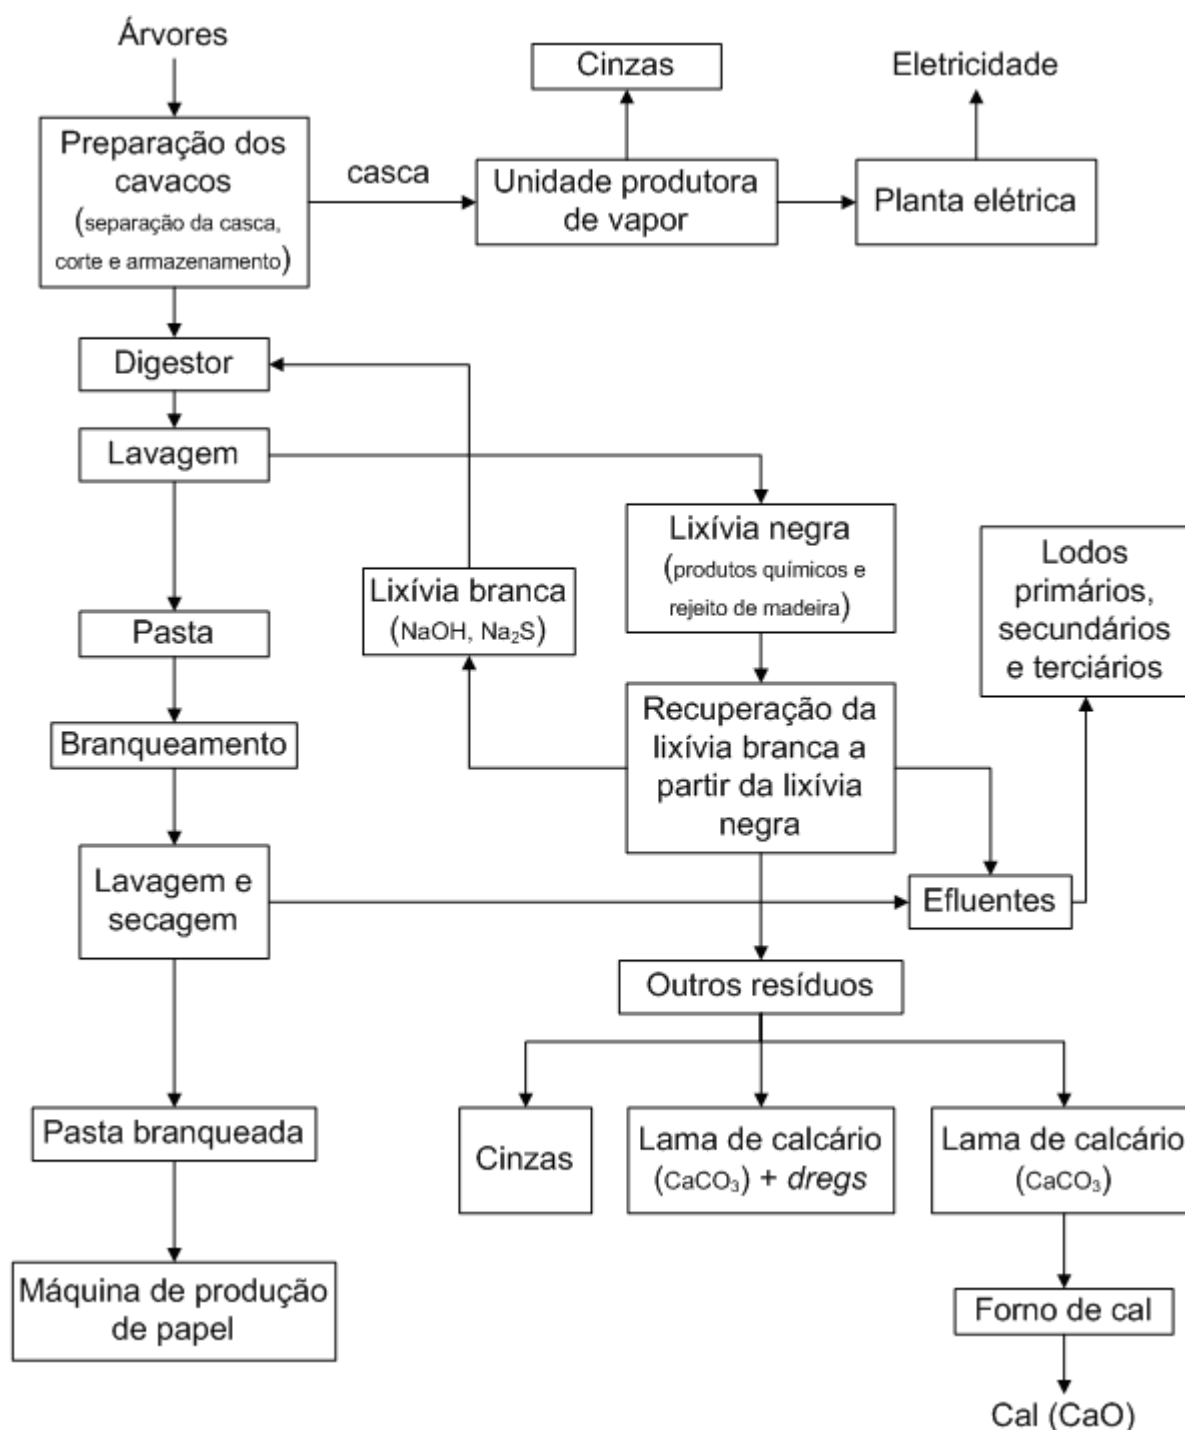 Árvores
Cinzas
Eletricidade
Preparação dos
cavacos
(separação da casca,
corte e armazenamento)
casca
Unidade produtora
de vapor
Planta elétrica
Digestor
Lavagem
Lixívia negra
(produtos químicos e
rejeito de madeira)
Lodos
primários,
secundários
e terciários
Lixívia branca
(NaOH, Na₂S)
Pasta
Branqueamento
Recuperação da
lixívia branca a
partir da lixívia
negra
Lavagem e
secagem
Efluentes
Outros resíduos
Pasta branqueada
Cinzas
Lama de calcário
(CaCO₃) + dregs
Lama de calcário
(CaCO₃)
Máquina de produção
de papel
Forno de cal
Cal (CaO)